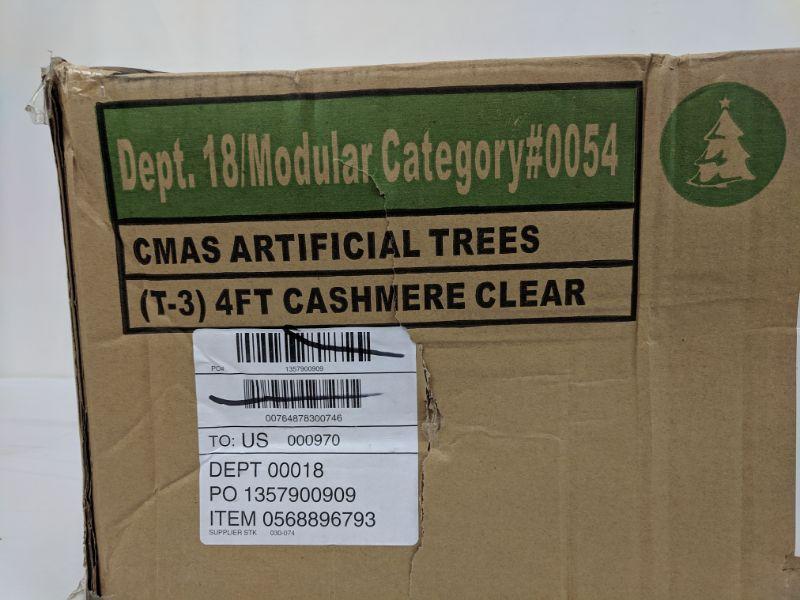 Dept. 18/Modular Category#0054
CMAS ARTIFICIAL TREES
(T-3) 4FT CASHMERE CLEAR
PO# 1357900909
00764878300746
TO: US 000970
DEPT 00018
PO 1357900909
ITEM 0568896793
SUPPLIER STK 030-074